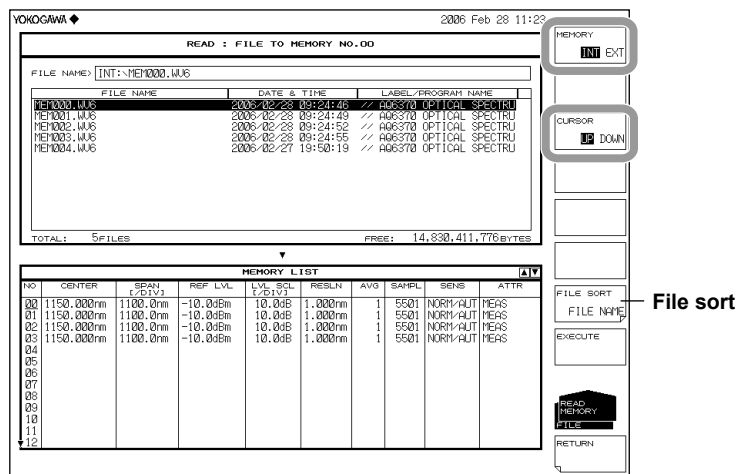 YOKOGAWA ◆ 2006 Feb 28 11:23
READ : FILE TO MEMORY NO.00
FILE NAME> INT:\MEM000.WV6
FILE NAME DATE & TIME LABEL/PROGRAM NAME
MEM000.WV6 2006/02/28 09:24:46 // AQ6370 OPTICAL SPECTRU
MEM001.WV6 2006/02/28 09:24:49 // AQ6370 OPTICAL SPECTRU
MEM002.WV6 2006/02/28 09:24:52 // AQ6370 OPTICAL SPECTRU
MEM003.WV6 2006/02/28 09:24:55 // AQ6370 OPTICAL SPECTRU
MEM004.WV6 2006/02/27 19:50:19 // AQ6370 OPTICAL SPECTRU
TOTAL: 5FILES FREE: 14,830,411,776BYTES
MEMORY LIST
NO CENTER SPAN [/DIV] REF LVL LVL SCL [/DIV] RESLN AVG SAMPL SENS ATTR
00 1150.000nm 1100.0nm -10.0dBm 10.0dB 1.000nm 1 5501 NORM/AUT MEAS
01 1150.000nm 1100.0nm -10.0dBm 10.0dB 1.000nm 1 5501 NORM/AUT MEAS
02 1150.000nm 1100.0nm -10.0dBm 10.0dB 1.000nm 1 5501 NORM/AUT MEAS
03 1150.000nm 1100.0nm -10.0dBm 10.0dB 1.000nm 1 5501 NORM/AUT MEAS
04
05
06
07
08
09
10
11
12
MEMORY
INT EXT
CURSOR
UP DOWN
FILE SORT
FILE NAME
File sort
EXECUTE
READ
MEMORY
FILE
RETURN